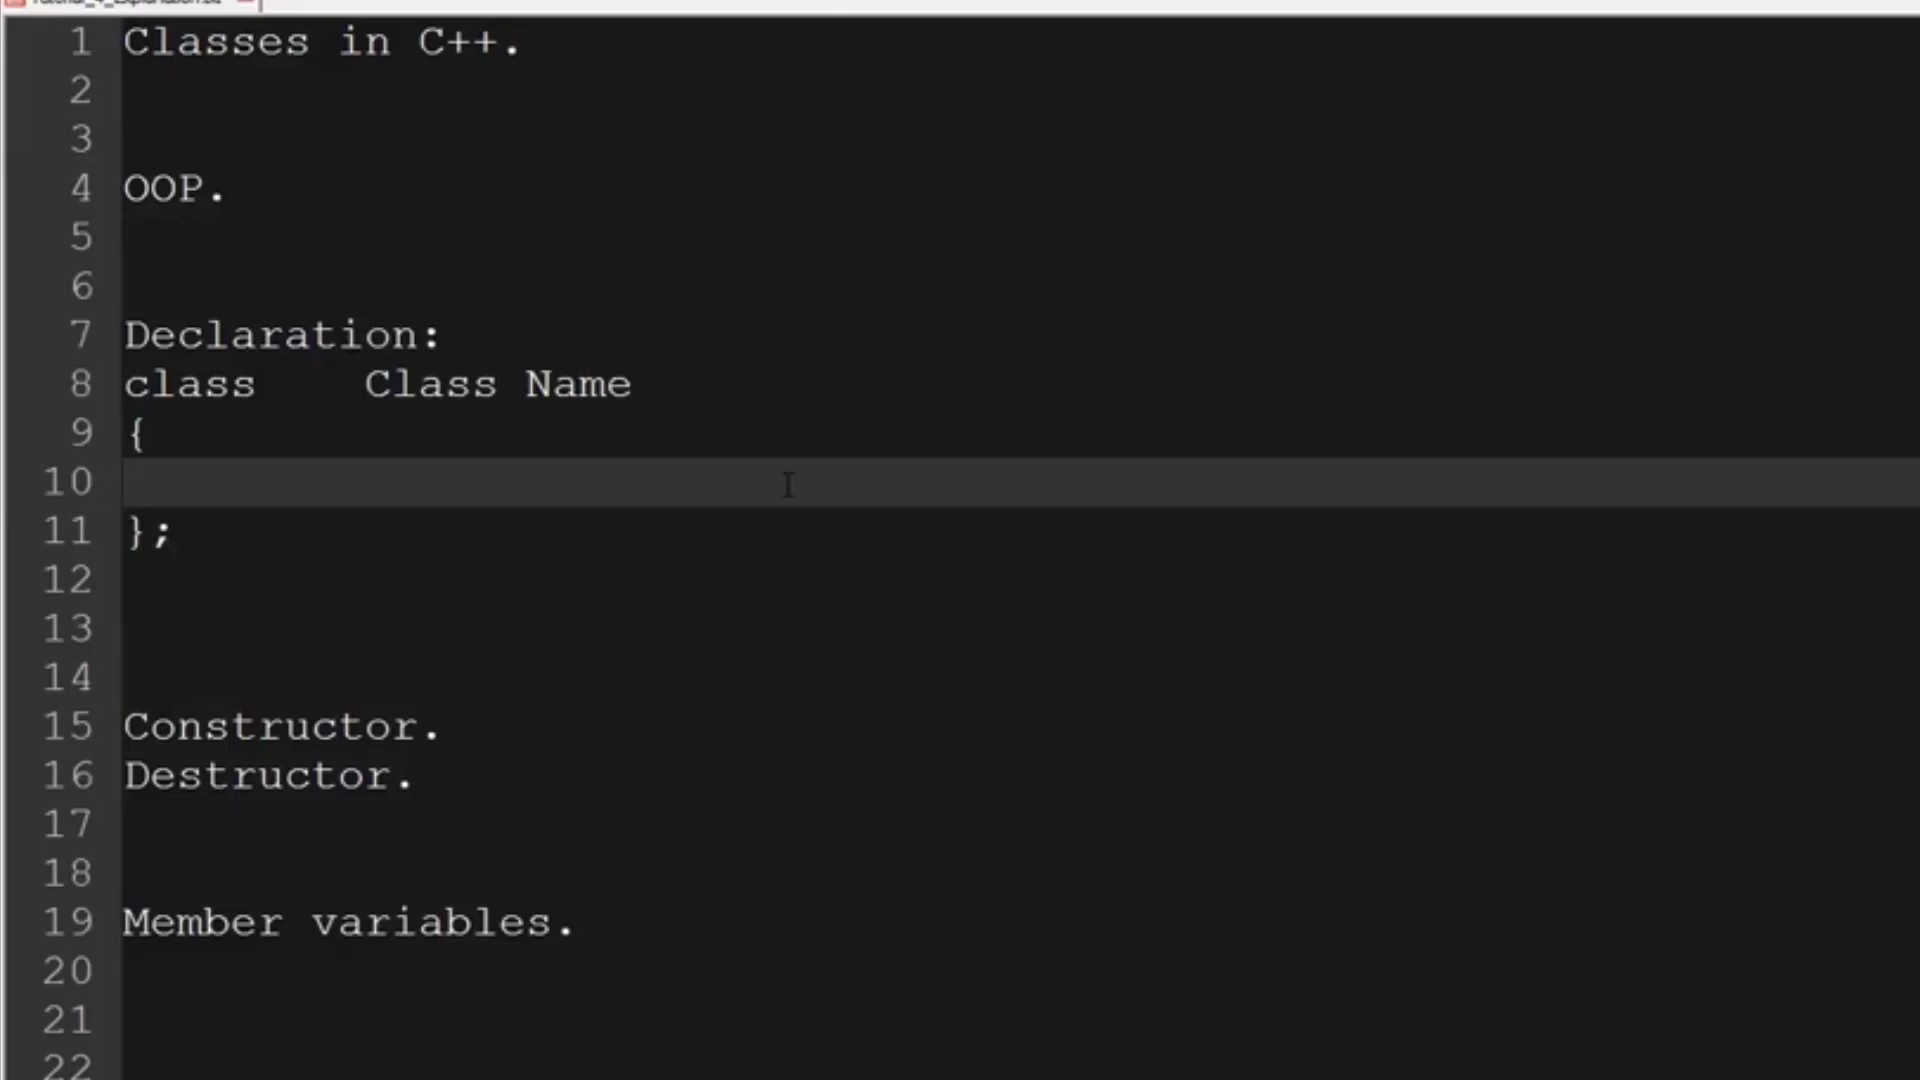 1 Classes in C++.
2
3
4 OOP.
5
6
7 Declaration:
8 class    Class Name
9 {
10
11 };
12
13
14
15 Constructor.
16 Destructor.
17
18
19 Member variables.
20
21
22